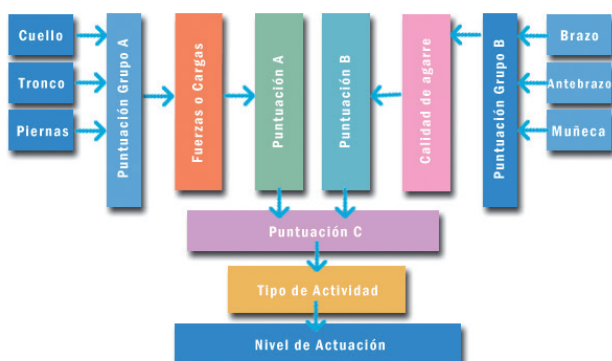 Cuello
Tronco
Piernas
Puntuación Grupo A
Fuerzas o Cargas
Puntuación A
Puntuación B
Calidad de agarre
Puntuación Grupo B
Brazo
Antebrazo
Muñeca
Puntuación C
Tipo de Actividad
Nivel de Actuación